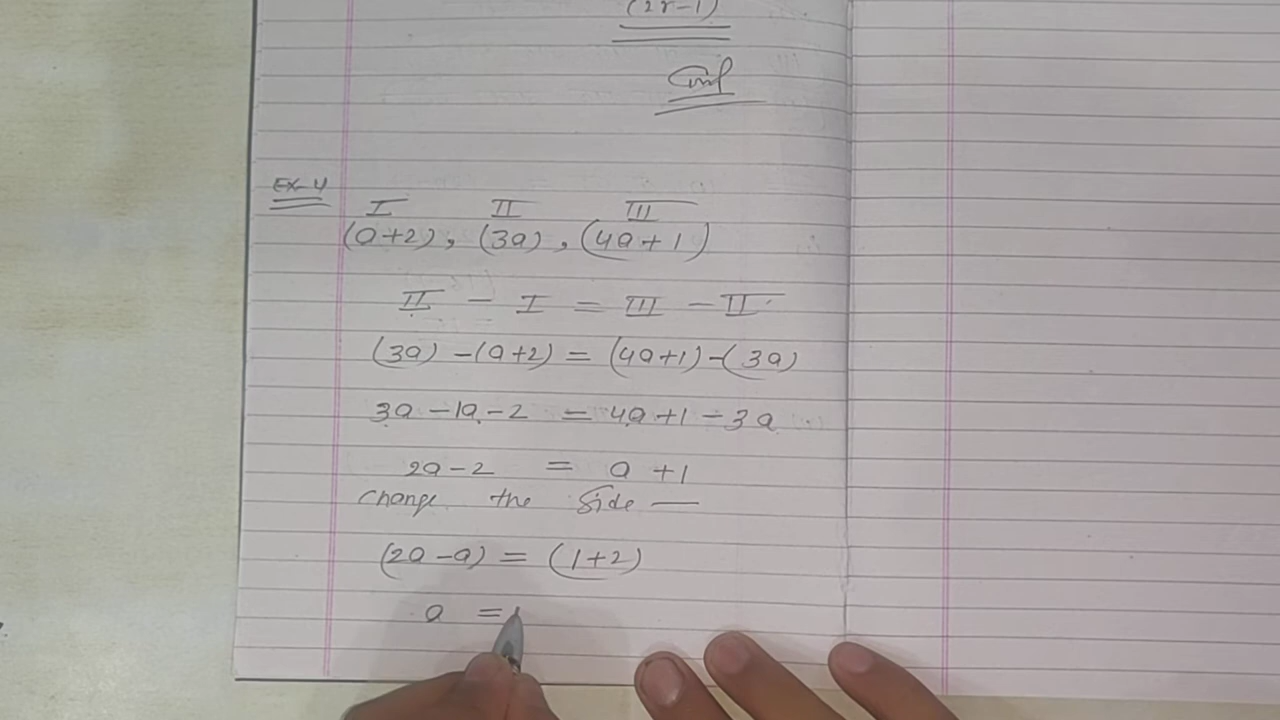 (2r-1)
Ex-4
I II III
(a+2), (3a), (4a+1)
II - I = III - II
(3a) -(a+2) = (4a+1)-(3a)
3a -1a-2 = 4a+1-3a
2a-2 = a +1
change the side —
(2a-a) = (1+2)
a =